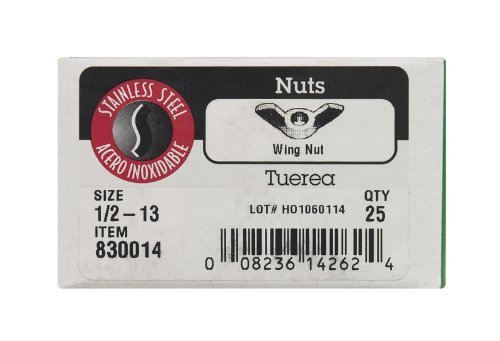 Nuts
STAINLESS STEEL
ACERO INOXIDABLE
Wing Nut
Tuerea
SIZE
1/2 – 13
LOT# HO1060114
QTY
25
ITEM
830014
0 08236 14262 4